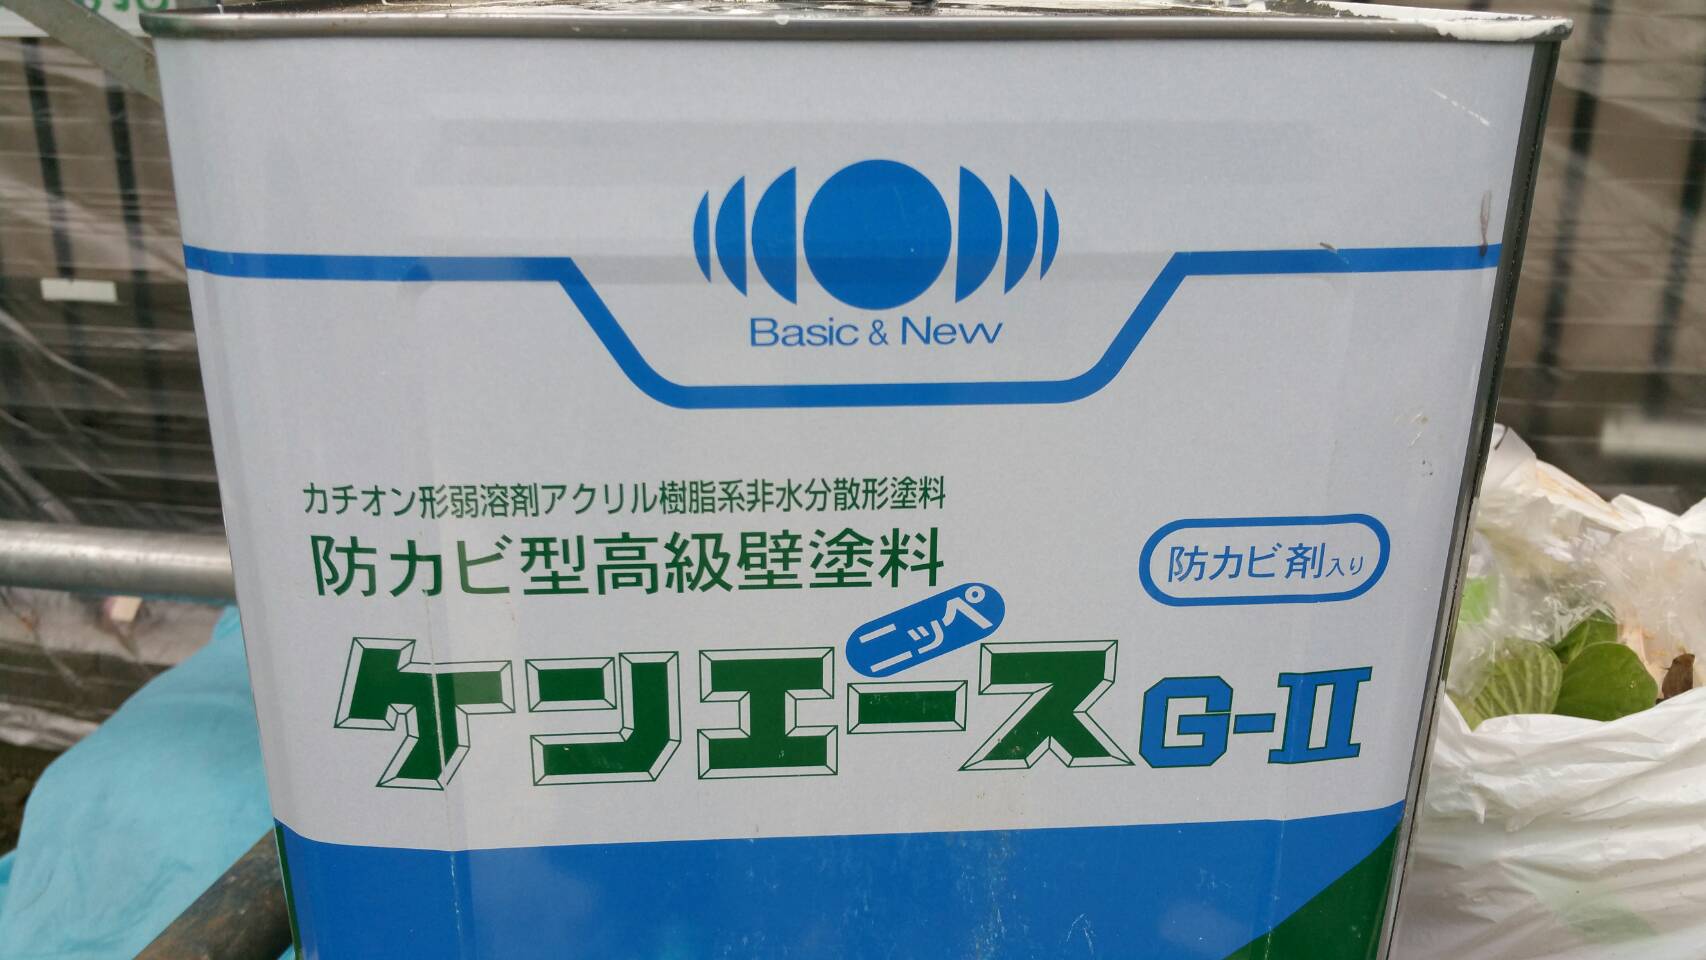 Basic & New
カチオン形弱溶剤アクリル樹脂系非水分散形塗料
防カビ型高級壁塗料
防カビ剤入り
ニッペ
ケンエースG-II